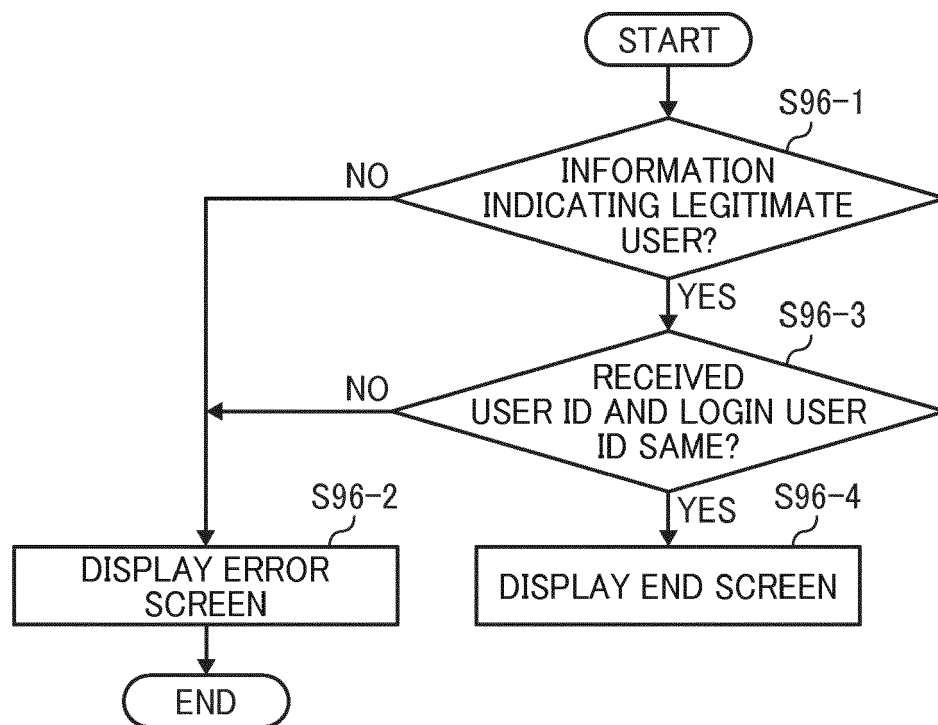 START
S96-1
INFORMATION
INDICATING LEGITIMATE
USER?
NO
YES
S96-3
RECEIVED
USER ID AND LOGIN USER
ID SAME?
NO
YES
S96-2
DISPLAY ERROR
SCREEN
S96-4
DISPLAY END SCREEN
END